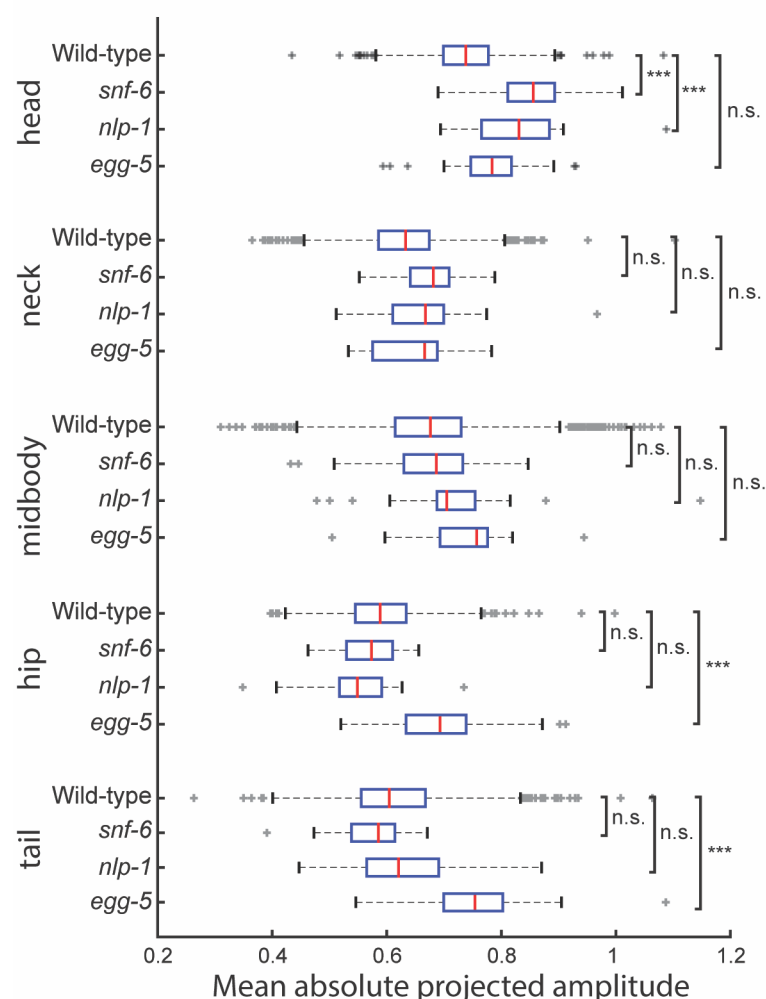 head
Wild-type
snf-6
nlp-1
egg-5
***
***
n.s.
neck
Wild-type
snf-6
nlp-1
egg-5
n.s.
n.s.
n.s.
midbody
Wild-type
snf-6
nlp-1
egg-5
n.s.
n.s.
n.s.
hip
Wild-type
snf-6
nlp-1
egg-5
n.s.
n.s.
***
tail
Wild-type
snf-6
nlp-1
egg-5
n.s.
n.s.
***
0.2 0.4 0.6 0.8 1 1.2
Mean absolute projected amplitude